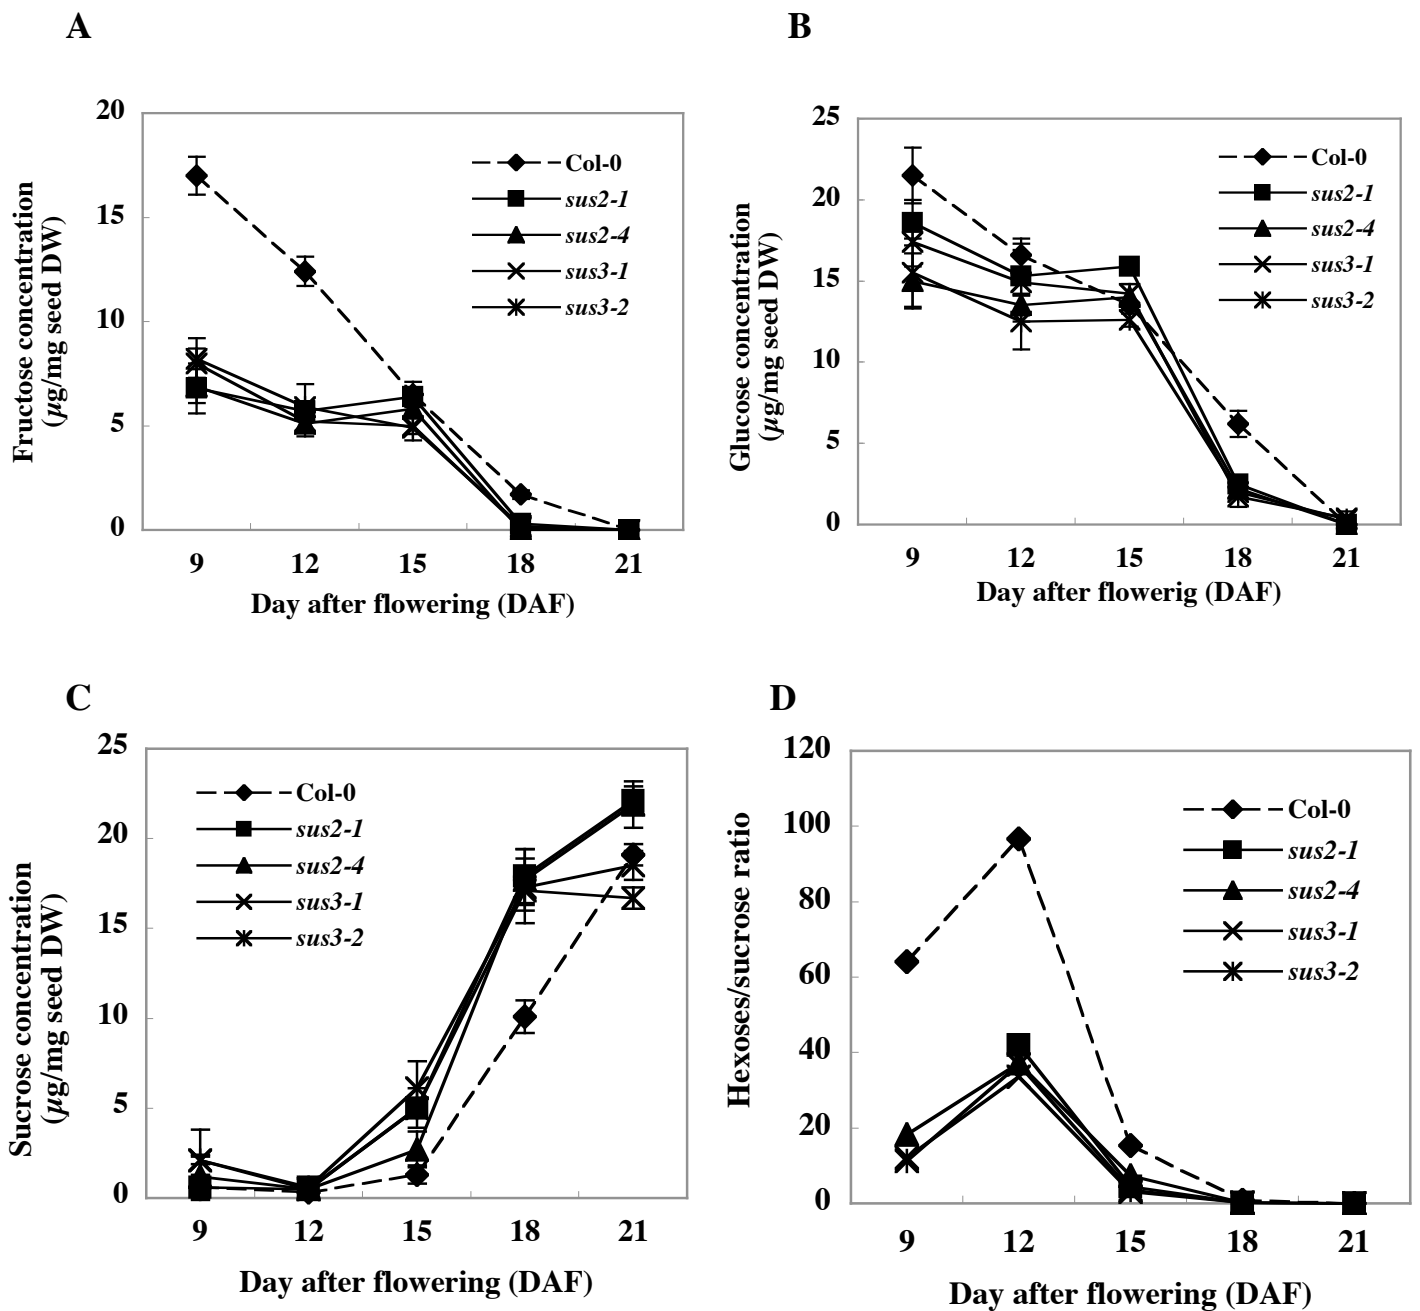 A
Fructose concentration
(µg/mg seed DW)
20
15
10
5
0
Col-0
sus2-1
sus2-4
sus3-1
sus3-2
9 12 15 18 21
Day after flowering (DAF)
B
Glucose concentration
(µg/mg seed DW)
25
20
15
10
5
0
Col-0
sus2-1
sus2-4
sus3-1
sus3-2
9 12 15 18 21
Day after flowerig (DAF)
C
Sucrose concentration
(µg/mg seed DW)
25
20
15
10
5
0
Col-0
sus2-1
sus2-4
sus3-1
sus3-2
9 12 15 18 21
Day after flowering (DAF)
D
Hexoses/sucrose ratio
120
100
80
60
40
20
0
Col-0
sus2-1
sus2-4
sus3-1
sus3-2
9 12 15 18 21
Day after flowering (DAF)